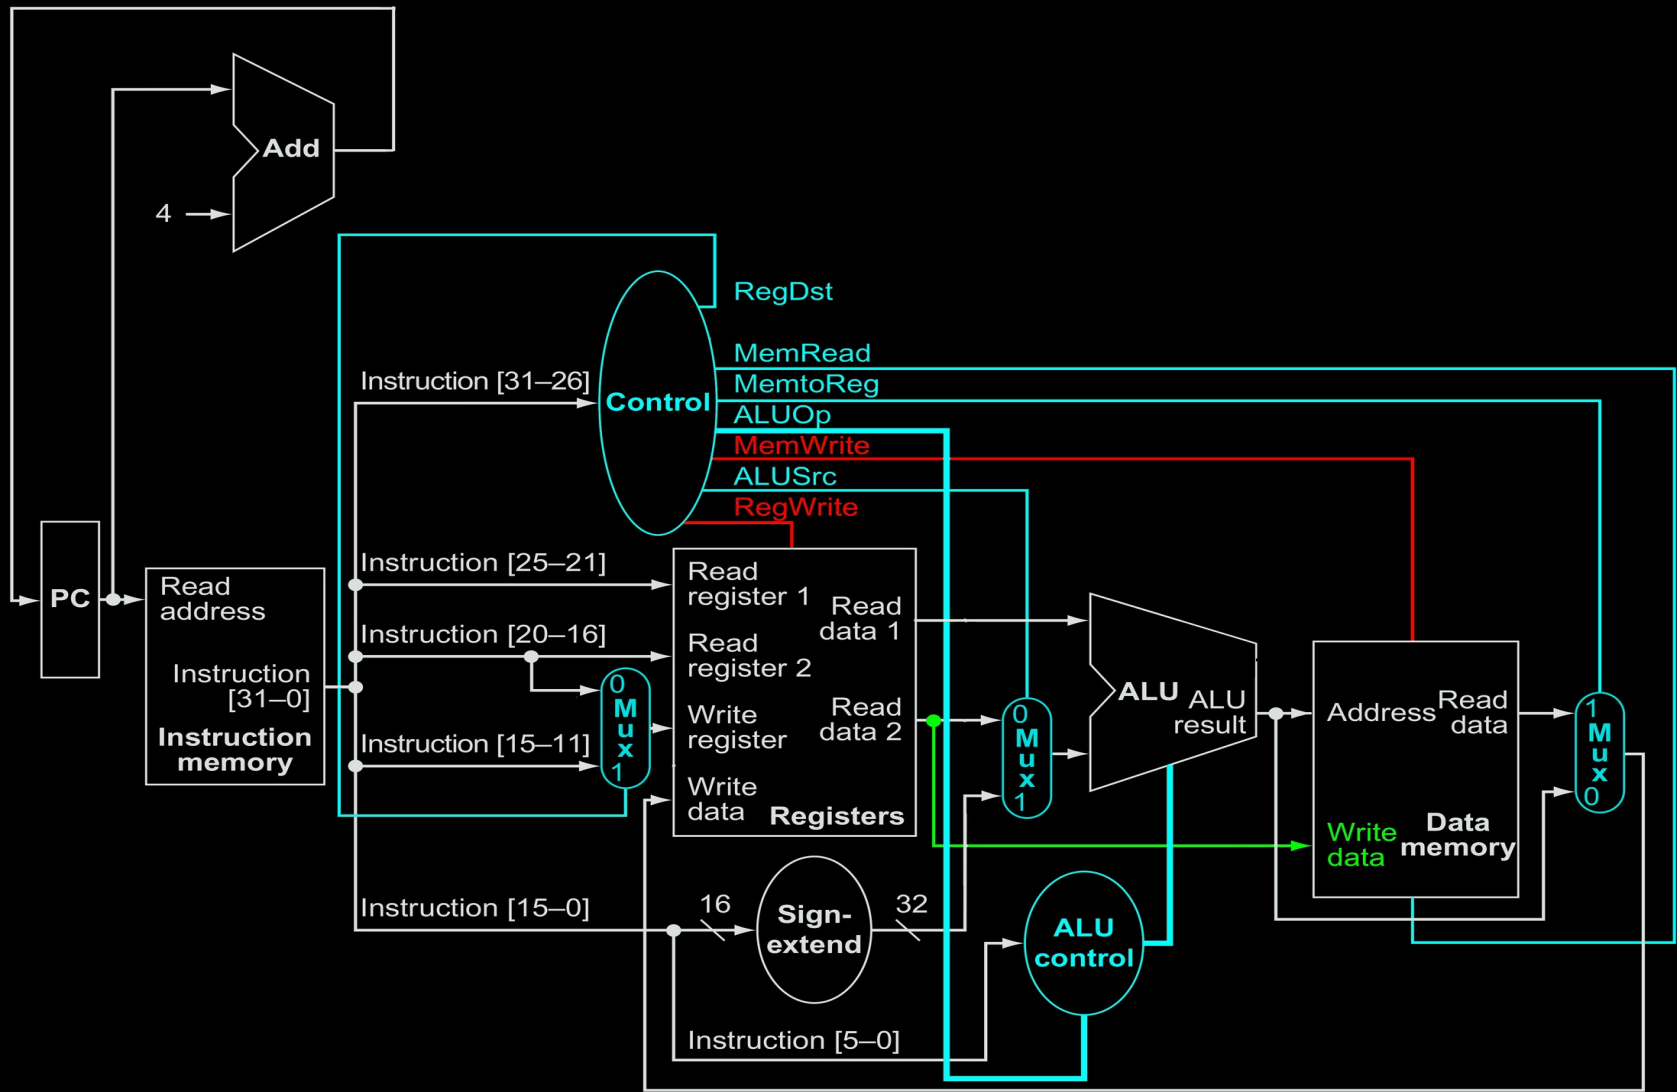 Add
4
RegDst
MemRead
MemtoReg
ALUOp
MemWrite
ALUSrc
RegWrite
Instruction [31–26]
Control
PC
Read
address
Instruction
[31–0]
Instruction
memory
Instruction [25–21]
Instruction [20–16]
Instruction [15–11]
0
M
u
x
1
Read
register 1
Read
register 2
Write
register
Write
data
Read
data 1
Read
data 2
Registers
0
M
u
x
1
ALU
ALU
result
Address
Read
data
Write
data
Data
memory
1
M
u
x
0
Instruction [15–0]
16
Sign-
extend
32
ALU
control
Instruction [5–0]